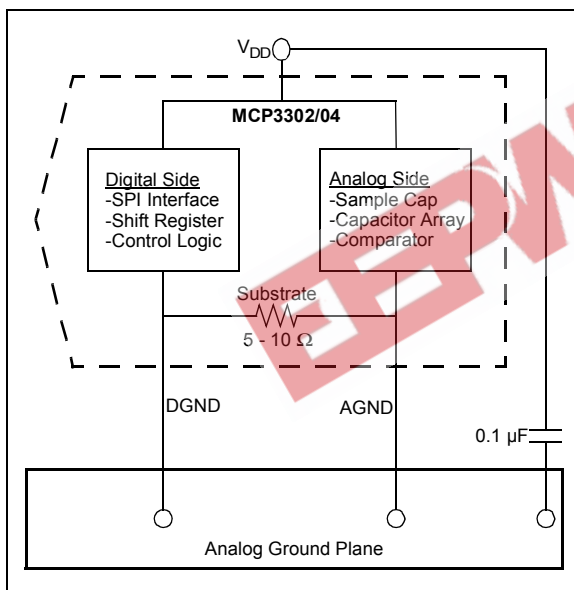 VDD
MCP3302/04
Digital Side
-SPI Interface
-Shift Register
-Control Logic
Analog Side
-Sample Cap
-Capacitor Array
-Comparator
Substrate
5 - 10 Ω
DGND
AGND
0.1 µF
Analog Ground Plane
EEPW